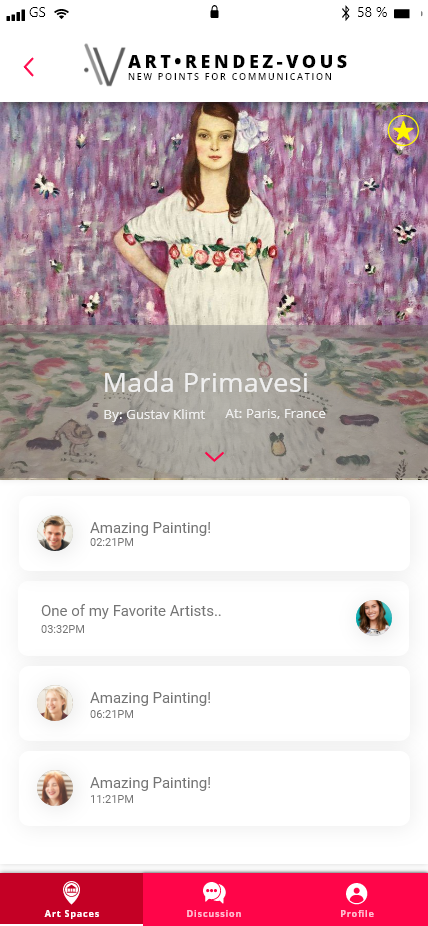 GS
58 %
ART•RENDEZ-VOUS
NEW POINTS FOR COMMUNICATION
Mada Primavesi
By: Gustav Klimt At: Paris, France
Amazing Painting!
02:21PM
One of my Favorite Artists..
03:32PM
Amazing Painting!
06:21PM
Amazing Painting!
11:21PM
Art Spaces Discussion Profile